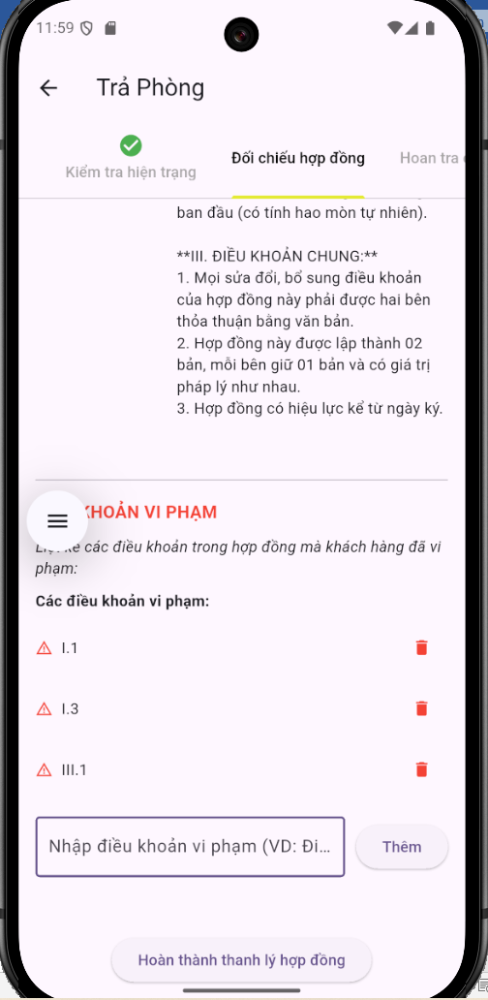 11:59
Trả Phòng
Kiểm tra hiện trạng
Đối chiếu hợp đồng
Hoan tra
ban đầu (có tính hao mòn tự nhiên).
**III. ĐIỀU KHOẢN CHUNG:**
1. Mọi sửa đổi, bổ sung điều khoản
của hợp đồng này phải được hai bên
thỏa thuận bằng văn bản.
2. Hợp đồng này được lập thành 02
bản, mỗi bên giữ 01 bản và có giá trị
pháp lý như nhau.
3. Hợp đồng có hiệu lực kể từ ngày ký.
KHOẢN VI PHẠM
Liệt kê các điều khoản trong hợp đồng mà khách hàng đã vi
phạm:
Các điều khoản vi phạm:
I.1
I.3
III.1
Nhập điều khoản vi phạm (VD: Đi...
Thêm
Hoàn thành thanh lý hợp đồng